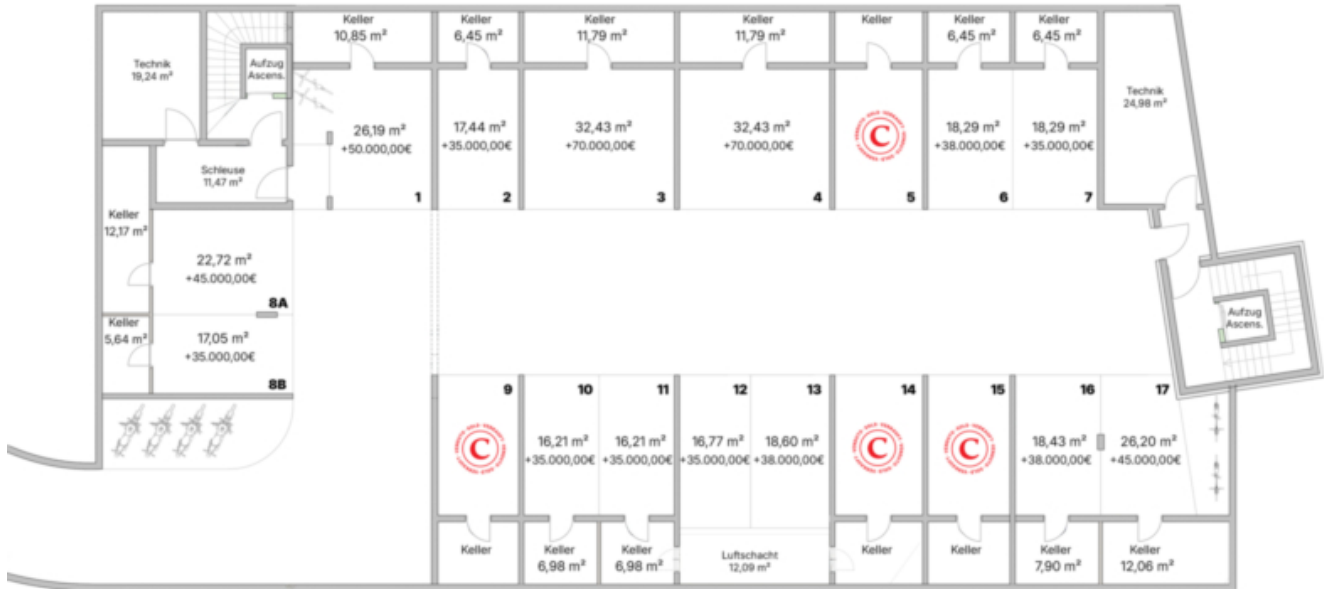 Keller
10,85 m²
Keller
6,45 m²
Keller
11,79 m²
Keller
11,79 m²
Keller
Keller
6,45 m²
Keller
6,45 m²
Technik
19,24 m²
Aufzug
Ascens.
Technik
24,98 m²
26,19 m²
+50.000,00€
17,44 m²
+35.000,00€
32,43 m²
+70.000,00€
32,43 m²
+70.000,00€
C
18,29 m²
+38.000,00€
18,29 m²
+35.000,00€
Schleuse
11,47 m²
1
2
3
4
5
6
7
Keller
12,17 m²
22,72 m²
+45.000,00€
8A
Keller
5,64 m²
17,05 m²
+35.000,00€
8B
Aufzug
Ascens.
9
10
11
12
13
14
15
16
17
C
16,21 m²
+35.000,00€
16,21 m²
+35.000,00€
16,77 m²
+35.000,00€
18,60 m²
+38.000,00€
C
C
18,43 m²
+38.000,00€
26,20 m²
+45.000,00€
Keller
Keller
6,98 m²
Keller
6,98 m²
Luftschacht
12,09 m²
Keller
Keller
Keller
7,90 m²
Keller
12,06 m²